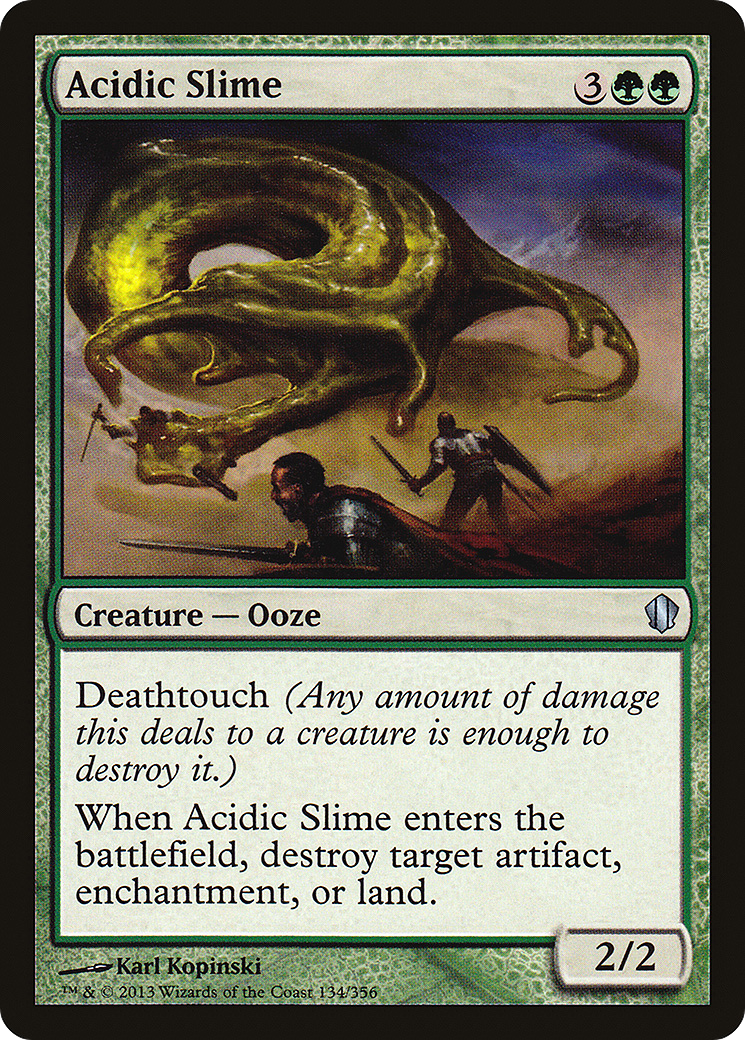 Acidic Slime 3
Creature — Ooze
Deathtouch (Any amount of damage
this deals to a creature is enough to
destroy it.)
When Acidic Slime enters the
battlefield, destroy target artifact,
enchantment, or land.
2/2
Karl Kopinski
™ & © 2013 Wizards of the Coast 134/356